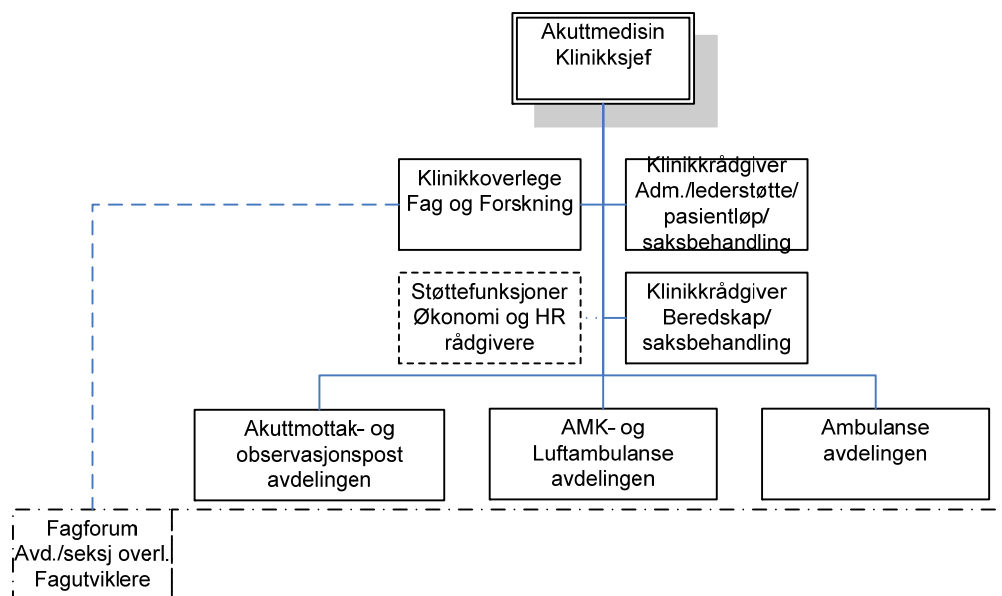 Akuttmedisin
Klinikksjef
Klinikkoverlege
Fag og Forskning
Klinikkrådgiver
Adm./lederstøtte/
pasientløp/
saksbehandling
Støttefunksjoner
Økonomi og HR
rådgivere
Klinikkrådgiver
Beredskap/
saksbehandling
Akuttmottak- og
observasjonspost
avdelingen
AMK- og
Luftambulanse
avdelingen
Ambulanse
avdelingen
Fagforum
Avd./seksj overl.
Fagutviklere